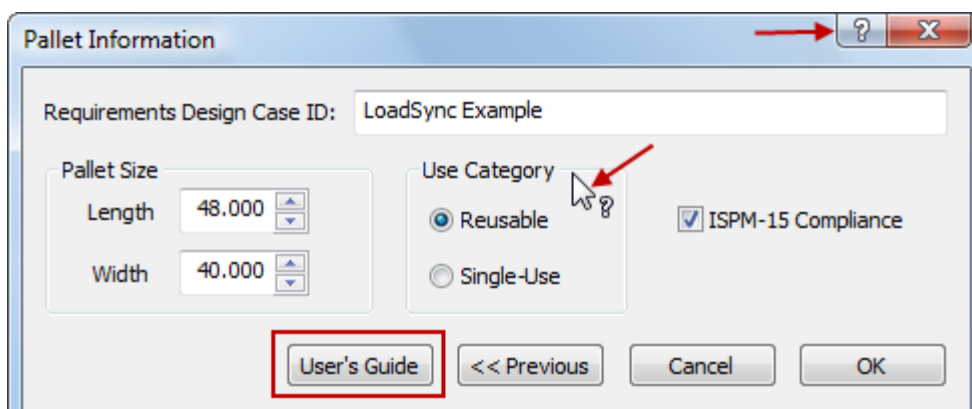 Pallet Information
?
X
Requirements Design Case ID: LoadSync Example
Pallet Size
Use Category
Length 48.000
Reusable
ISPM-15 Compliance
Width 40.000
Single-Use
?
User's Guide
<< Previous
Cancel
OK